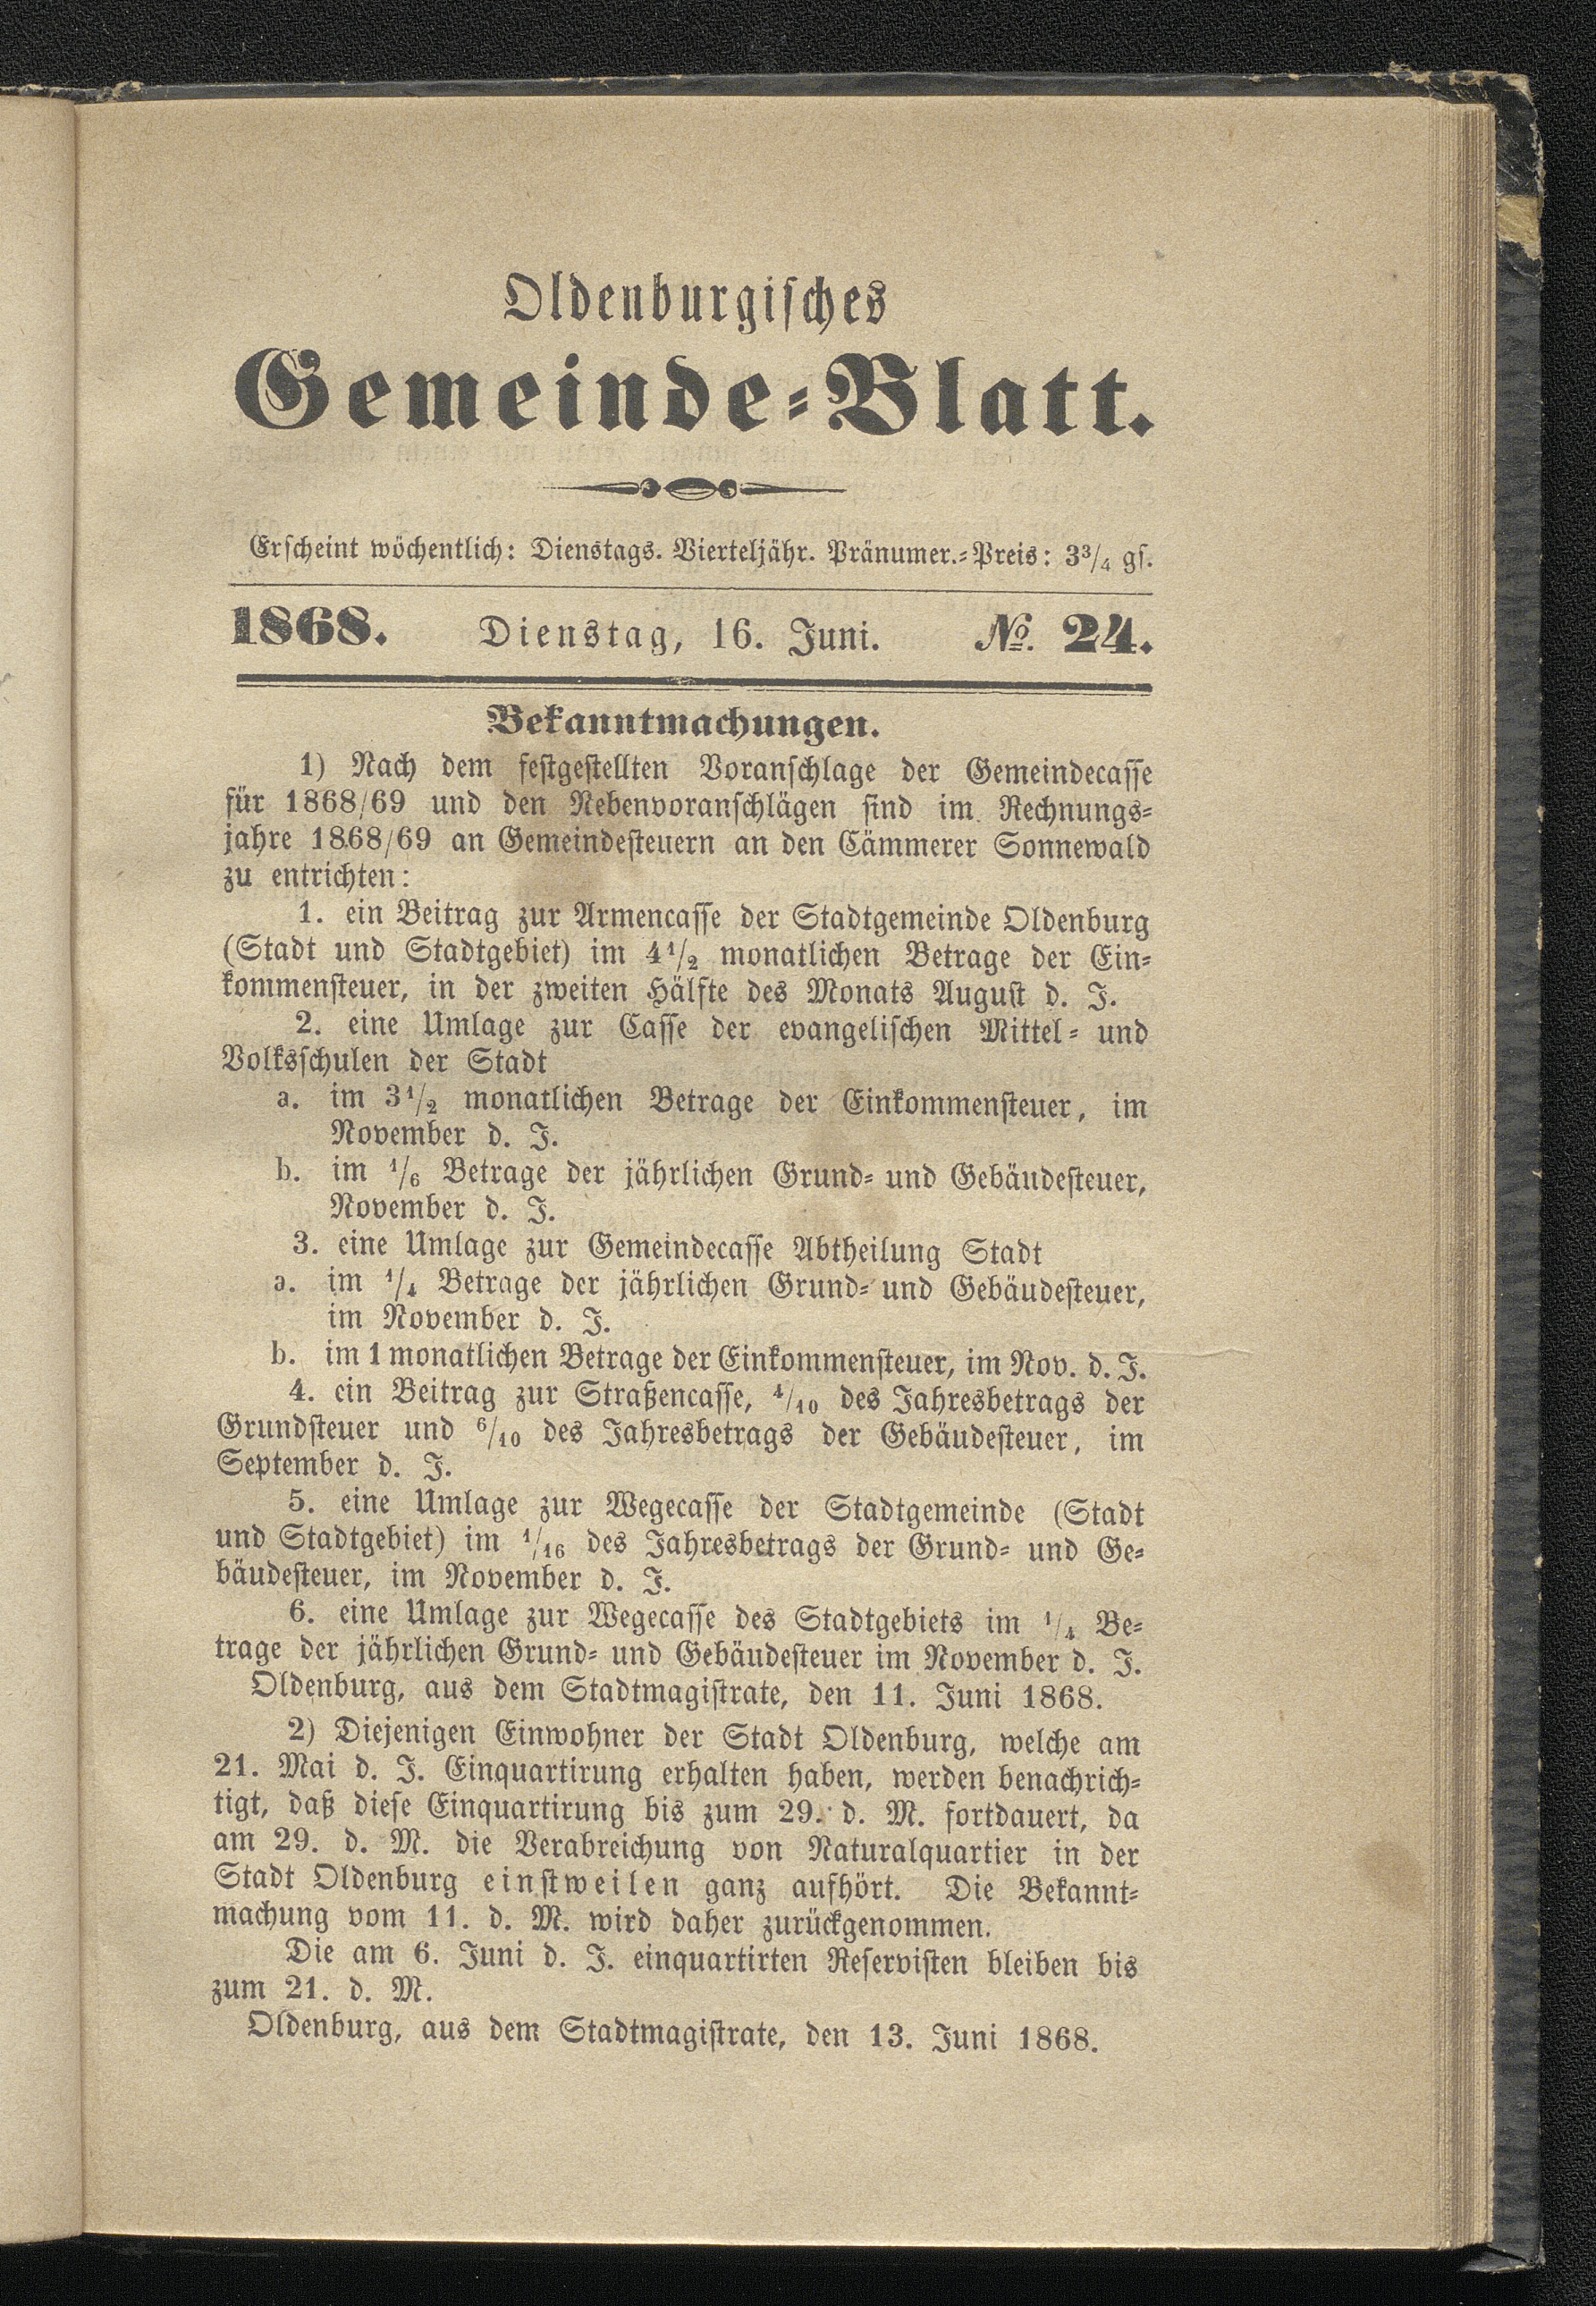 Oldenburgisches
Gemeinde-Blatt.
Erscheint wöchentlich: Dienstags. Vierteljähr. Pränumer.-Preis: 3 3/4 gs.
1868. Dienstag, 16. Juni. № 24.
Bekanntmachungen.
1) Nach dem festgestellten Voranschlage der Gemeindecasse
für 1868/69 und den Nebenvoranschlägen sind im Rechnungs-
jahre 1868/69 an Gemeindesteuern an den Cämmerer Sonnewald
zu entrichten:
1. ein Beitrag zur Armencasse der Stadtgemeinde Oldenburg
(Stadt und Stadtgebiet) im 4 1/2 monatlichen Betrage der Ein-
kommensteuer, in der zweiten Hälfte des Monats August d. J.
2. eine Umlage zur Casse der evangelischen Mittel- und
Volksschulen der Stadt
a. im 3 1/2 monatlichen Betrage der Einkommensteuer, im
November d. J.
b. im 1/6 Betrage der jährlichen Grund- und Gebäudesteuer,
November d. J.
3. eine Umlage zur Gemeindecasse Abtheilung Stadt
a. im 1/4 Betrage der jährlichen Grund- und Gebäudesteuer,
im November d. J.
b. im 1 monatlichen Betrage der Einkommensteuer, im Nov. d. J.
4. ein Beitrag zur Straßencasse, 4/10 des Jahresbetrags der
Grundsteuer und 6/10 des Jahresbetrags der Gebäudesteuer, im
September d. J.
5. eine Umlage zur Wegecasse der Stadtgemeinde (Stadt
und Stadtgebiet) im 1/16 des Jahresbetrags der Grund- und Ge-
bäudesteuer, im November d. J.
6. eine Umlage zur Wegecasse des Stadtgebiets im 1/4 Be-
trage der jährlichen Grund- und Gebäudesteuer im November d. J.
Oldenburg, aus dem Stadtmagistrate, den 11. Juni 1868.
2) Diejenigen Einwohner der Stadt Oldenburg, welche am
21. Mai d. J. Einquartirung erhalten haben, werden benachrich-
tigt, daß diese Einquartirung bis zum 29. d. M. fortdauert, da
am 29. d. M. die Verabreichung von Naturalquartier in der
Stadt Oldenburg einstweilen ganz aufhört. Die Bekannt-
machung vom 11. d. M. wird daher zurückgenommen.
Die am 6. Juni d. J. einquartirten Reservisten bleiben bis
zum 21. d. M.
Oldenburg, aus dem Stadtmagistrate, den 13. Juni 1868.